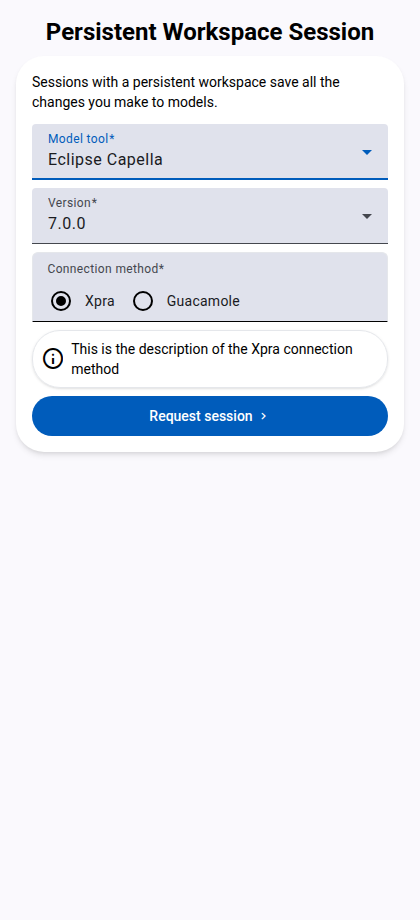 Persistent Workspace Session
Sessions with a persistent workspace save all the
changes you make to models.
Model tool*
Eclipse Capella
Version*
7.0.0
Connection method*
Xpra Guacamole
This is the description of the Xpra connection
method
Request session